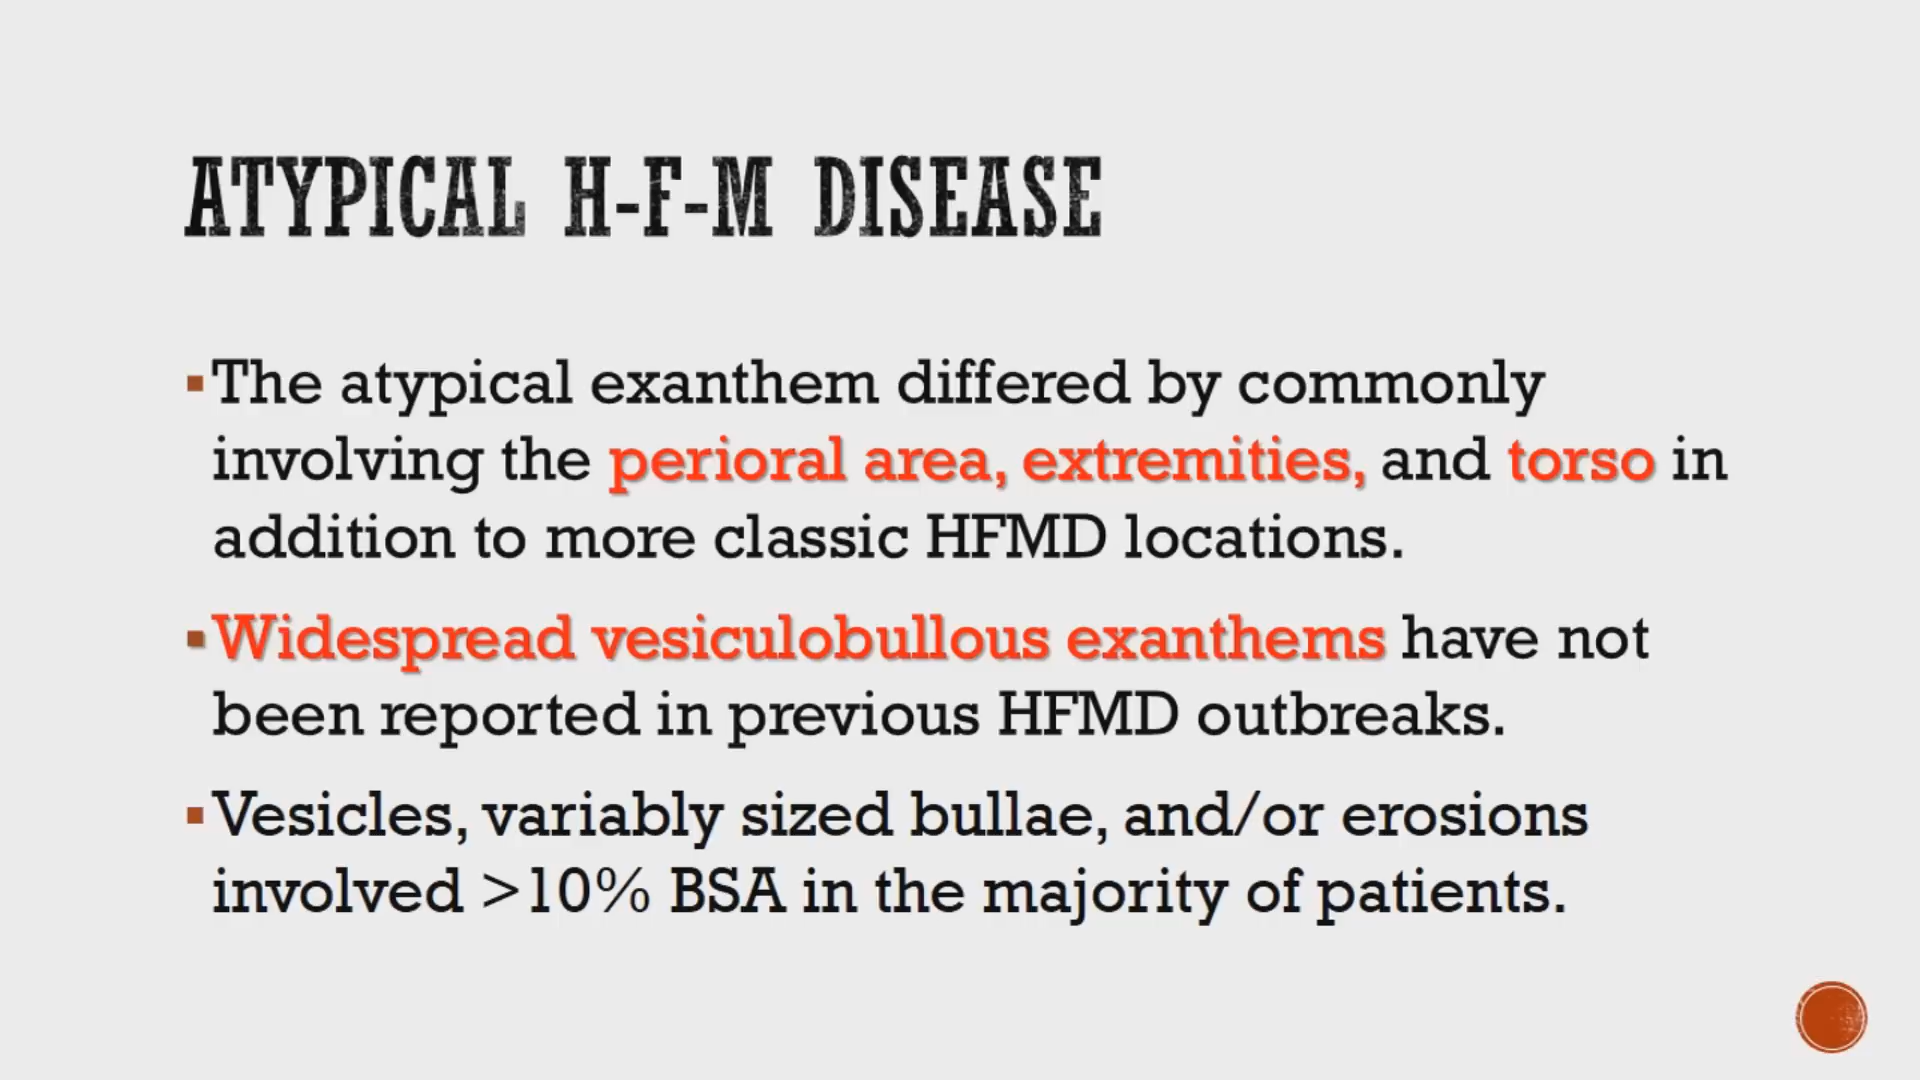 ATYPICAL H-F-M DISEASE
▪The atypical exanthem differed by commonly
involving the perioral area, extremities, and torso in
addition to more classic HFMD locations.
▪Widespread vesiculobullous exanthems have not
been reported in previous HFMD outbreaks.
▪Vesicles, variably sized bullae, and/or erosions
involved >10% BSA in the majority of patients.